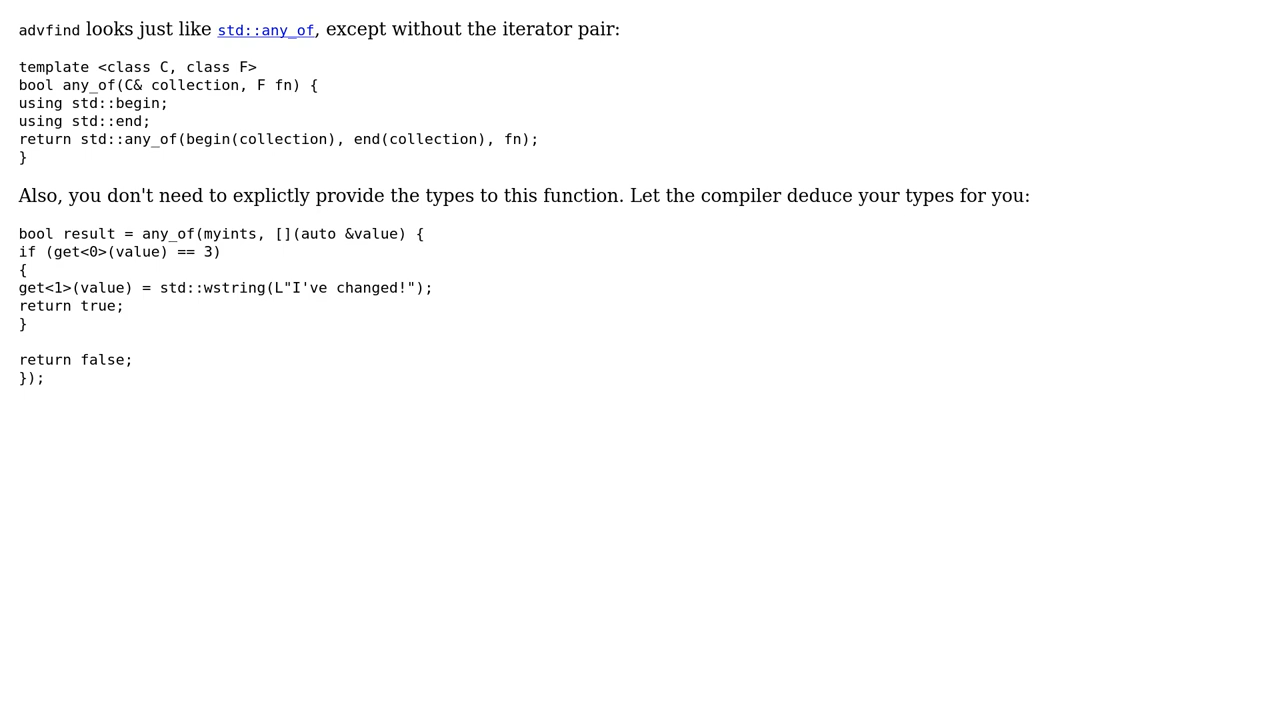 advfind looks just like std::any_of, except without the iterator pair:
template <class C, class F>
bool any_of(C& collection, F fn) {
using std::begin;
using std::end;
return std::any_of(begin(collection), end(collection), fn);
}
Also, you don't need to explictly provide the types to this function. Let the compiler deduce your types for you:
bool result = any_of(myints, [](auto &value) {
if (get<0>(value) == 3)
{
get<1>(value) = std::wstring(L"I've changed!");
return true;
}
return false;
});